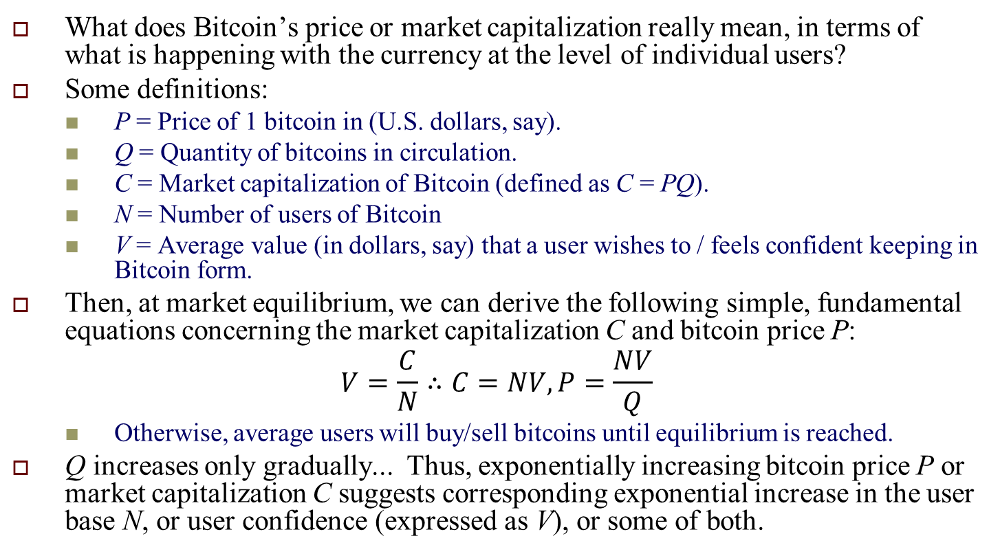 What does Bitcoin’s price or market capitalization really mean, in terms of
what is happening with the currency at the level of individual users?
Some definitions:
P = Price of 1 bitcoin in (U.S. dollars, say).
Q = Quantity of bitcoins in circulation.
C = Market capitalization of Bitcoin (defined as C = PQ).
N = Number of users of Bitcoin
V = Average value (in dollars, say) that a user wishes to / feels confident keeping in
Bitcoin form.
Then, at market equilibrium, we can derive the following simple, fundamental
equations concerning the market capitalization C and bitcoin price P:
V = C/N ∴ C = NV, P = NV/Q
Otherwise, average users will buy/sell bitcoins until equilibrium is reached.
Q increases only gradually... Thus, exponentially increasing bitcoin price P or
market capitalization C suggests corresponding exponential increase in the user
base N, or user confidence (expressed as V), or some of both.